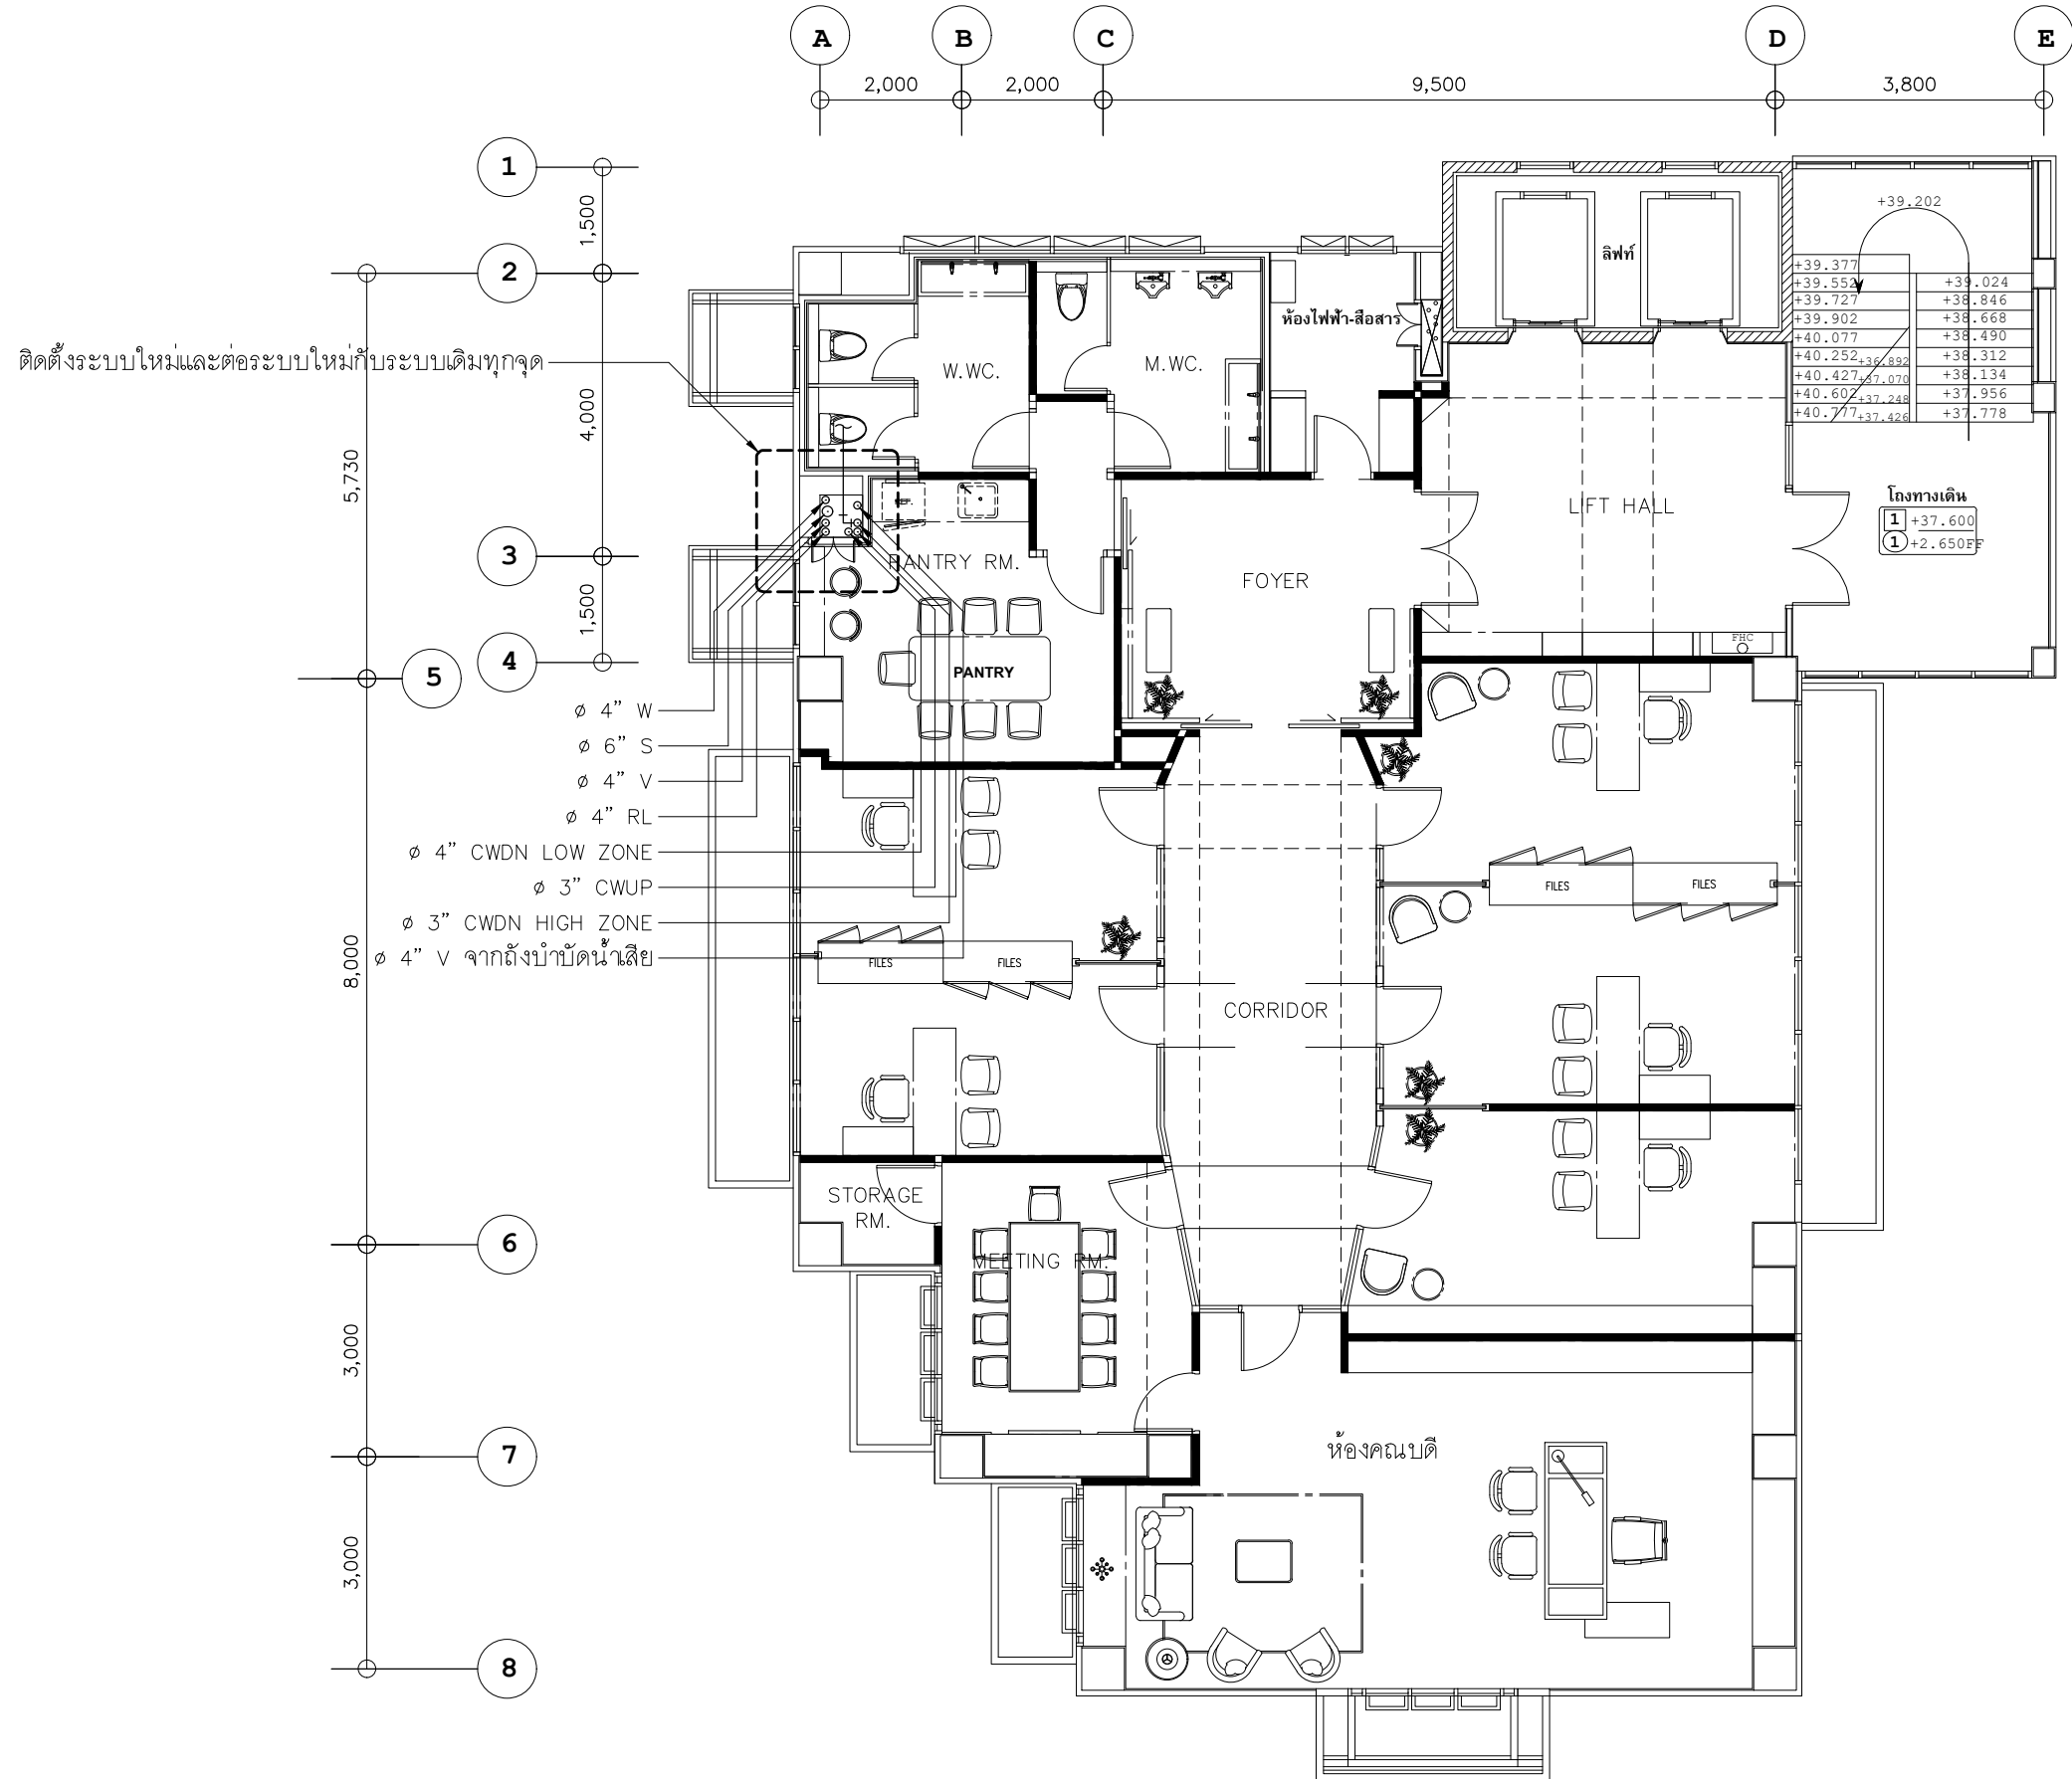 A
B
C
D
E
2,000
2,000
9,500
3,800
1
1,500
2
4,000
3
1,500
4
5
5,730
8,000
6
3,000
7
3,000
8
ติดตั้งระบบใหม่และต่อระบบใหม่กับระบบเดิมทุกจุด
W.WC.
M.WC.
ห้องไฟฟ้า-สื่อสาร
ลิฟท์
+39.202
+39.377
+39.552
+39.727
+39.902
+40.077
+40.252
+40.427
+40.602
+40.777
+36.892
+37.070
+37.248
+37.426
+39.024
+38.846
+38.668
+38.490
+38.312
+38.134
+37.956
+37.778
LIFT HALL
โถงทางเดิน
1 +37.600
1 +2.650FF
PANTRY RM.
FOYER
FHC
PANTRY
ø 4" W
ø 6" S
ø 4" V
ø 4" RL
ø 4" CWDN LOW ZONE
ø 3" CWUP
ø 3" CWDN HIGH ZONE
ø 4" V จากถังบำบัดน้ำเสีย
FILES
FILES
FILES
FILES
CORRIDOR
STORAGE
RM.
MEETING RM.
ห้องคณบดี